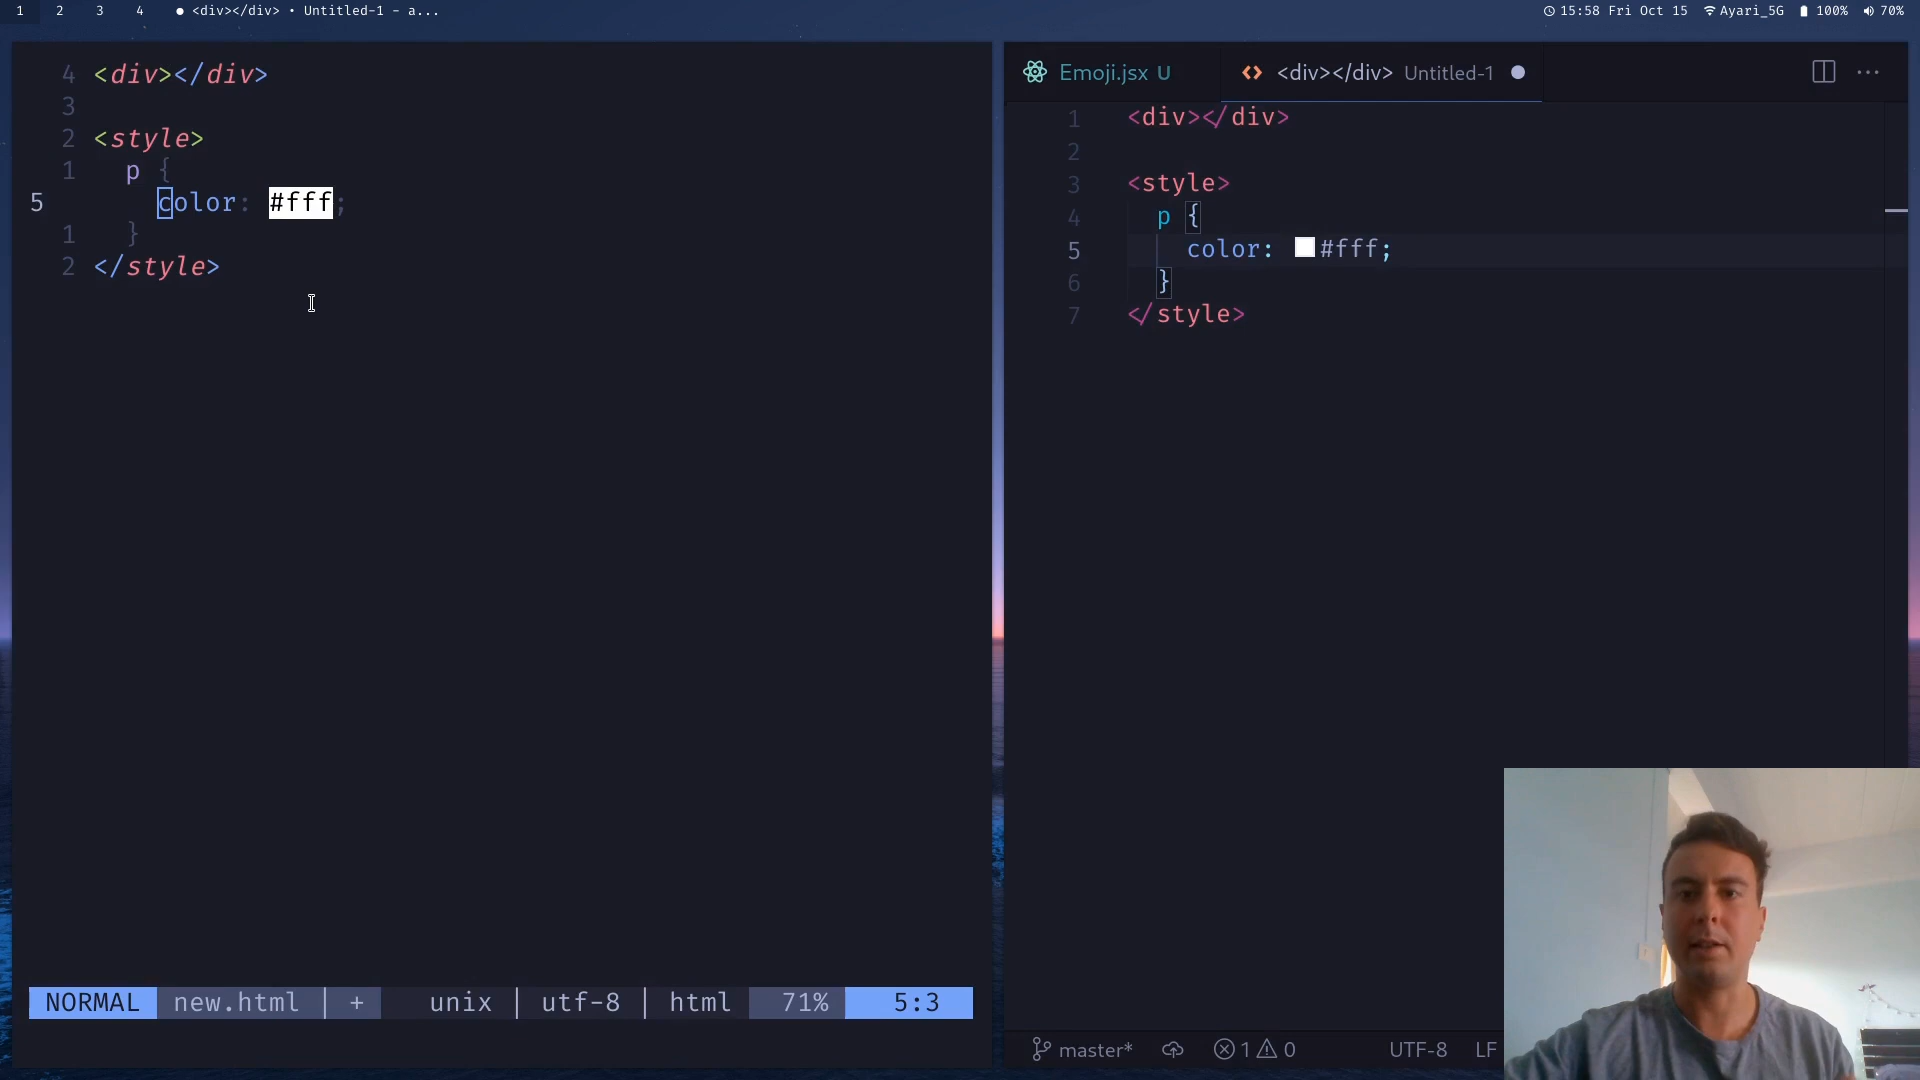 1 2 3 4 ● <div></div> • Untitled-1 - a...
15:58 Fri Oct 15 Ayari_5G 100% 70%
4 <div></div>
3
2 <style>
1 p {
5 color: #fff;
1 }
2 </style>
NORMAL new.html | + unix | utf-8 | html 71% 5:3
Emoji.jsx U <div></div> Untitled-1 ● ...
1 <div></div>
2
3 <style>
4 p {
5 color: #fff;
6 }
7 </style>
master* 1 0 UTF-8 LF